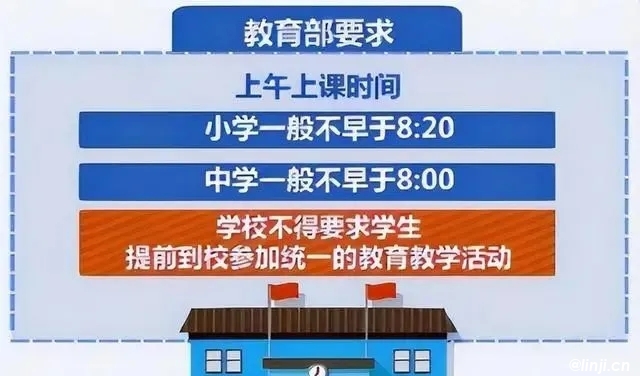 教育部要求
上午上课时间
小学一般不早于8:20
中学一般不早于8:00
学校不得要求学生
提前到校参加统一的教育教学活动
@linji.cn